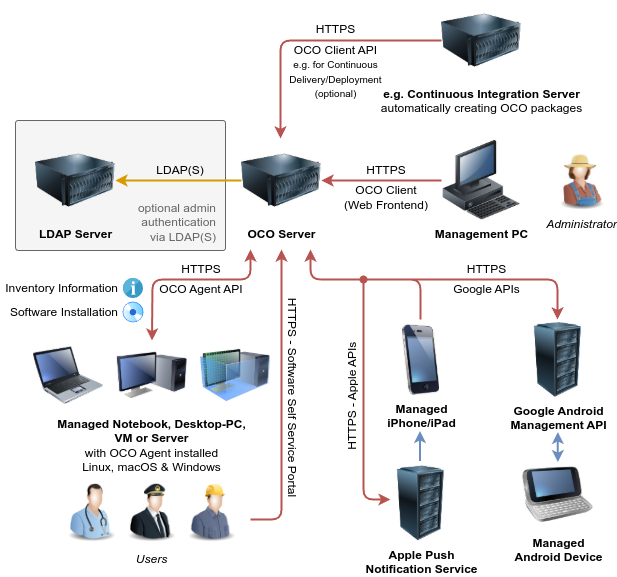 HTTPS
OCO Client API
e.g. for Continuous
Delivery/Deployment
(optional)
e.g. Continuous Integration Server
automatically creating OCO packages
LDAP(S)
LDAP Server
optional admin
authentication
via LDAP(S)
OCO Server
HTTPS
OCO Client
(Web Frontend)
Management PC
Administrator
HTTPS
OCO Agent API
Inventory Information
Software Installation
HTTPS
Google APIs
HTTPS - Software Self Service Portal
HTTPS - Apple APIs
Managed Notebook, Desktop-PC,
VM or Server
with OCO Agent installed
Linux, macOS & Windows
Users
Managed
iPhone/iPad
Google Android
Management API
Apple Push
Notification Service
Managed
Android Device